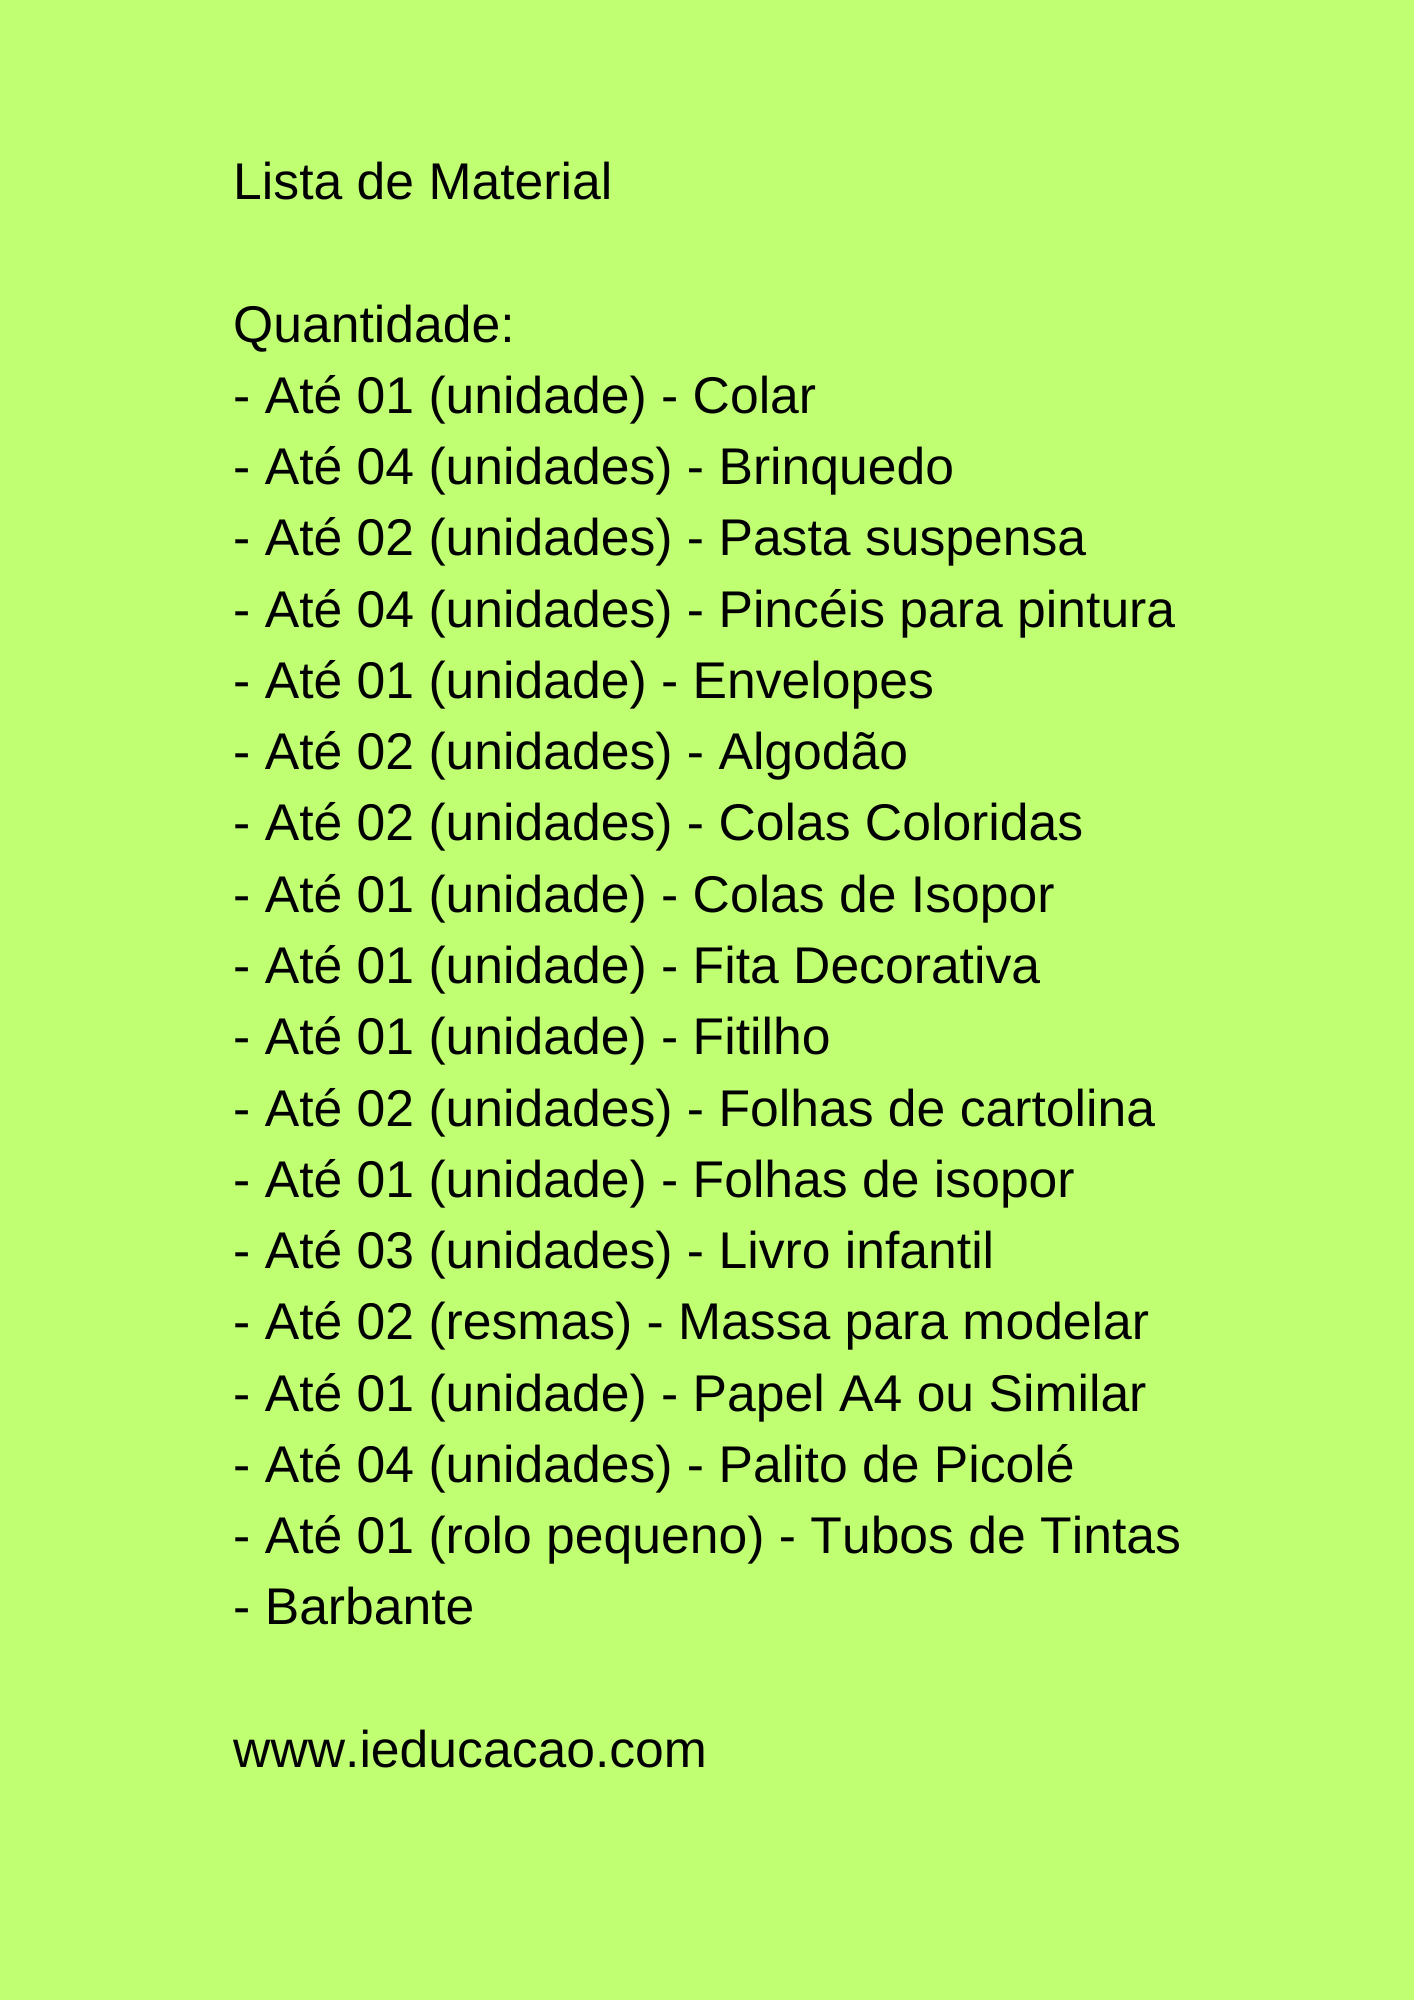 Lista de Material
Quantidade:
- Até 01 (unidade) - Colar
- Até 04 (unidades) - Brinquedo
- Até 02 (unidades) - Pasta suspensa
- Até 04 (unidades) - Pincéis para pintura
- Até 01 (unidade) - Envelopes
- Até 02 (unidades) - Algodão
- Até 02 (unidades) - Colas Coloridas
- Até 01 (unidade) - Colas de Isopor
- Até 01 (unidade) - Fita Decorativa
- Até 01 (unidade) - Fitilho
- Até 02 (unidades) - Folhas de cartolina
- Até 01 (unidade) - Folhas de isopor
- Até 03 (unidades) - Livro infantil
- Até 02 (resmas) - Massa para modelar
- Até 01 (unidade) - Papel A4 ou Similar
- Até 04 (unidades) - Palito de Picolé
- Até 01 (rolo pequeno) - Tubos de Tintas
- Barbante
www.ieducacao.com